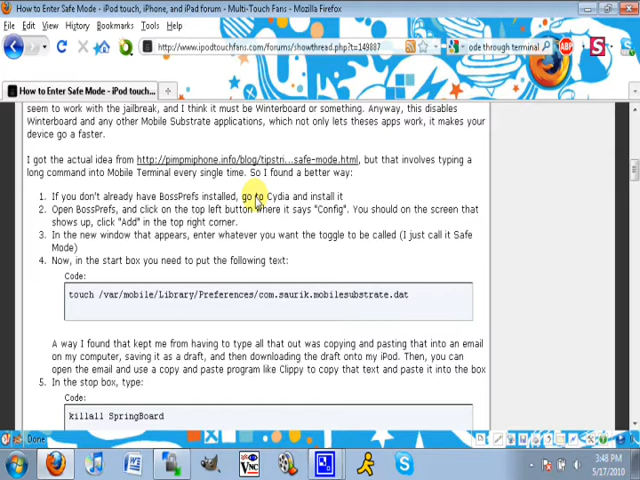 How to Enter Safe Mode - iPod touch, iPhone, and iPad forum - Multi-Touch Fans - Mozilla Firefox
File Edit View History Bookmarks Tools Help
http://www.ipodtouchfans.com/forums/showthread.php?t=149887
ode through terminal
ABP
How to Enter Safe Mode - iPod touch...
seem to work with the jailbreak, and I think it must be Winterboard or something. Anyway, this disables
Winterboard and any other Mobile Substrate applications, which not only lets theses apps work, it makes your
device go a faster.
I got the actual idea from http://pimpmiphone.info/blog/tipstri...safe-mode.html, but that involves typing a
long command into Mobile Terminal every single time. So I found a better way:
1. If you don't already have BossPrefs installed, go to Cydia and install it
2. Open BossPrefs, and click on the top left button where it says "Config". You should on the screen that
shows up, click "Add" in the top right corner.
3. In the new window that appears, enter whatever you want the toggle to be called (I just call it Safe
Mode)
4. Now, in the start box you need to put the following text:
Code:
touch /var/mobile/Library/Preferences/com.saurik.mobilesubstrate.dat
A way I found that kept me from having to type all that out was copying and pasting that into an email
on my computer, saving it as a draft, and then downloading the draft onto my iPod. Then, you can
open the email and use a copy and paste program like Clippy to copy that text and paste it into the box
5. In the stop box, type:
Code:
killall SpringBoard
Done
3:48 PM
5/17/2010